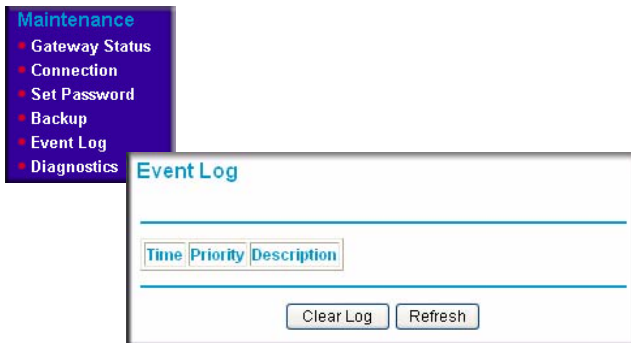 Maintenance
Gateway Status
Connection
Set Password
Backup
Event Log
Diagnostics
Event Log
Time Priority Description
Clear Log Refresh